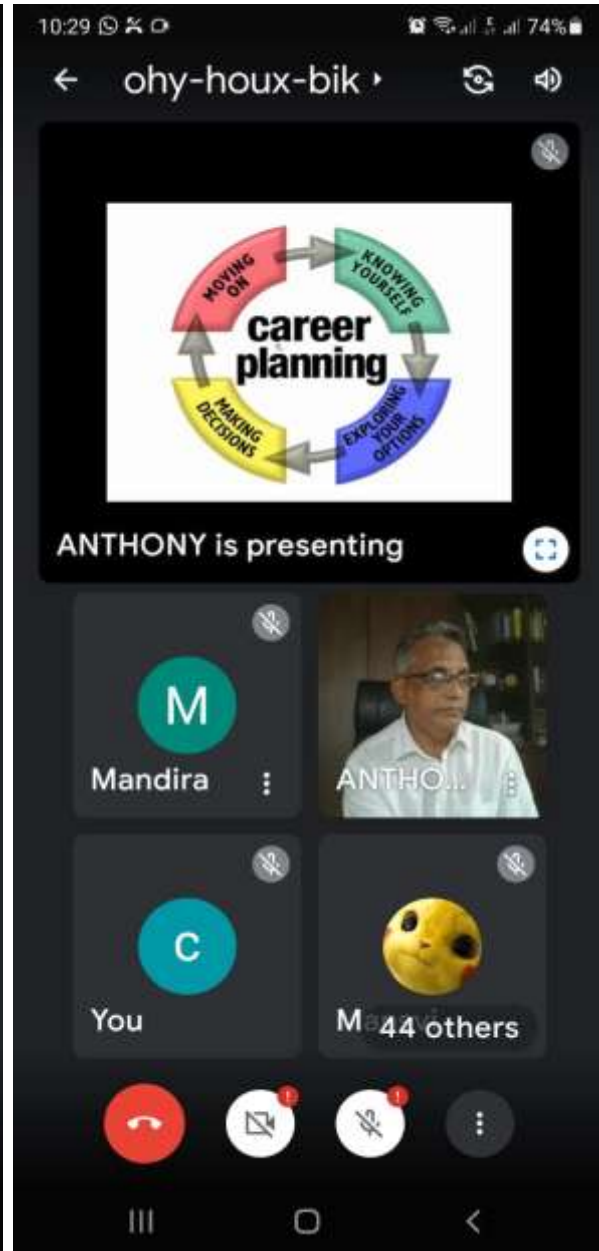 10:29 74%
ohy-houx-bik
MOVING
ON
KNOWING
YOURSELF
career
planning
MAKING
DECISIONS
EXPLORING
YOUR
OPTIONS
ANTHONY is presenting
M
Mandira
ANTHO...
C
You
44 others